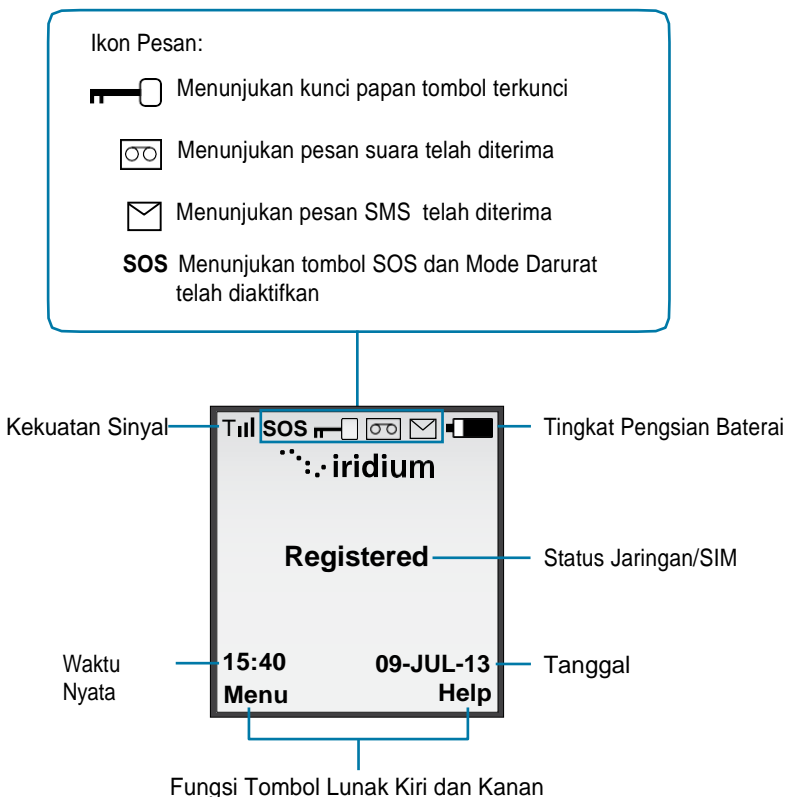 Ikon Pesan:
Menunjukan kunci papan tombol terkunci
Menunjukan pesan suara telah diterima
Menunjukan pesan SMS telah diterima
SOS Menunjukan tombol SOS dan Mode Darurat
telah diaktifkan
Kekuatan Sinyal
SOS
Tingkat Pengsian Baterai
iridium
Registered
Status Jaringan/SIM
Waktu
Nyata
15:40
09-JUL-13
Tanggal
Menu
Help
Fungsi Tombol Lunak Kiri dan Kanan